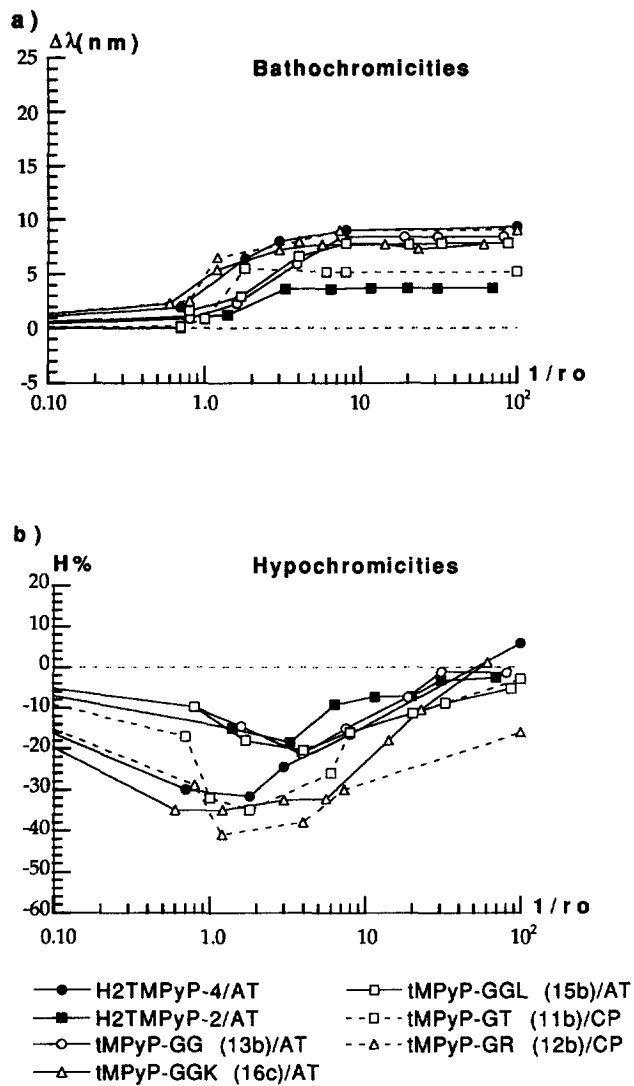 a)
Δλ(nm)
Bathochromicities
25
20
15
10
5
0
-5
1/ro
0.10
1.0
10
10²
b)
H%
Hypochromicities
20
10
0
-10
-20
-30
-40
-50
-60
1/ro
0.10
1.0
10
10²
H2TMPyP-4/AT
H2TMPyP-2/AT
tMPyP-GG (13b)/AT
tMPyP-GGK (16c)/AT
tMPyP-GGL (15b)/AT
tMPyP-GT (11b)/CP
tMPyP-GR (12b)/CP